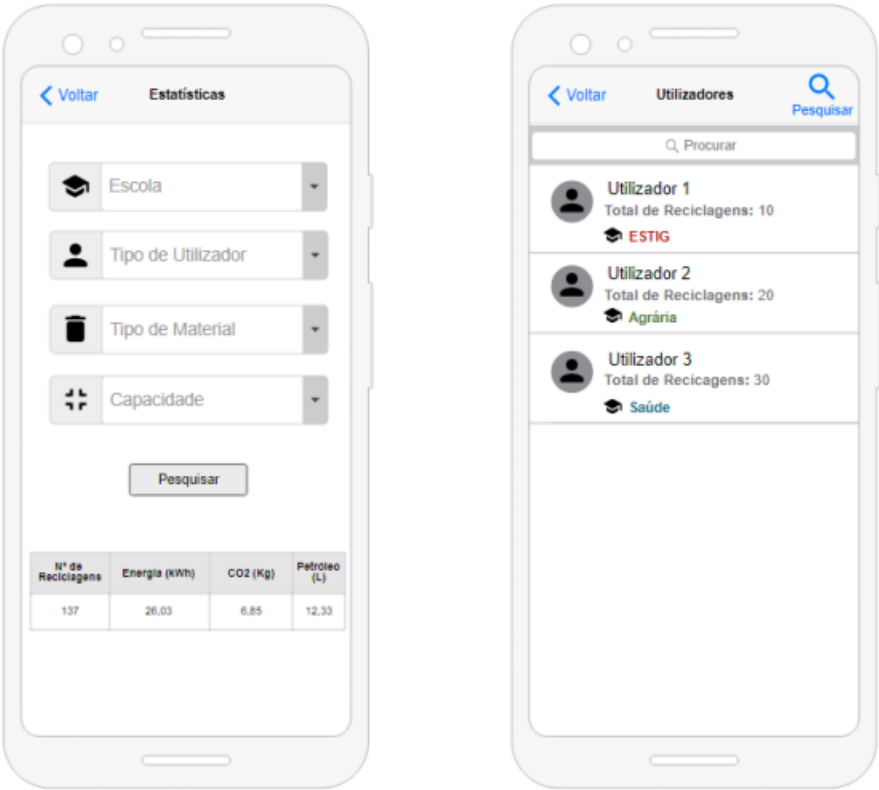 Voltar Estatísticas
Escola
Tipo de Utilizador
Tipo de Material
Capacidade
Pesquisar
Nº de Reciclagens Energia (kWh) CO2 (Kg) Petróleo (L)
137 26,03 6,85 12,33
Voltar Utilizadores Pesquisar
Procurar
Utilizador 1
Total de Reciclagens: 10
ESTIG
Utilizador 2
Total de Reciclagens: 20
Agrária
Utilizador 3
Total de Recicagens: 30
Saúde